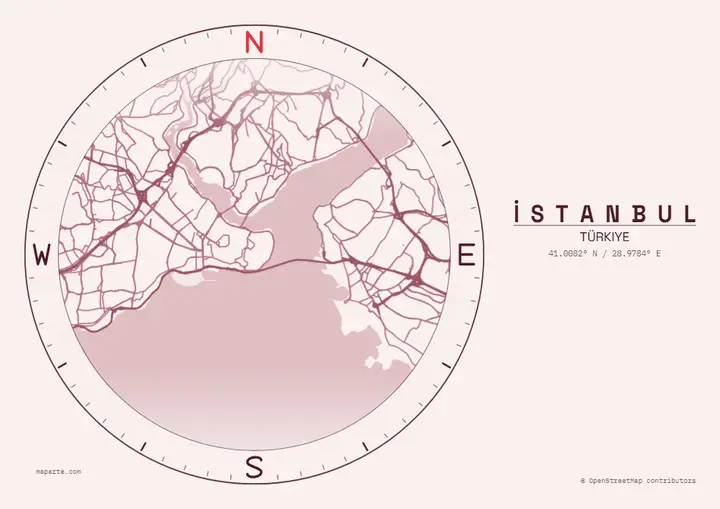 N
W
E
S
İSTANBUL
TÜRKIYE
41.0082° N / 28.9784° E
maparte.com
© OpenStreetMap contributors